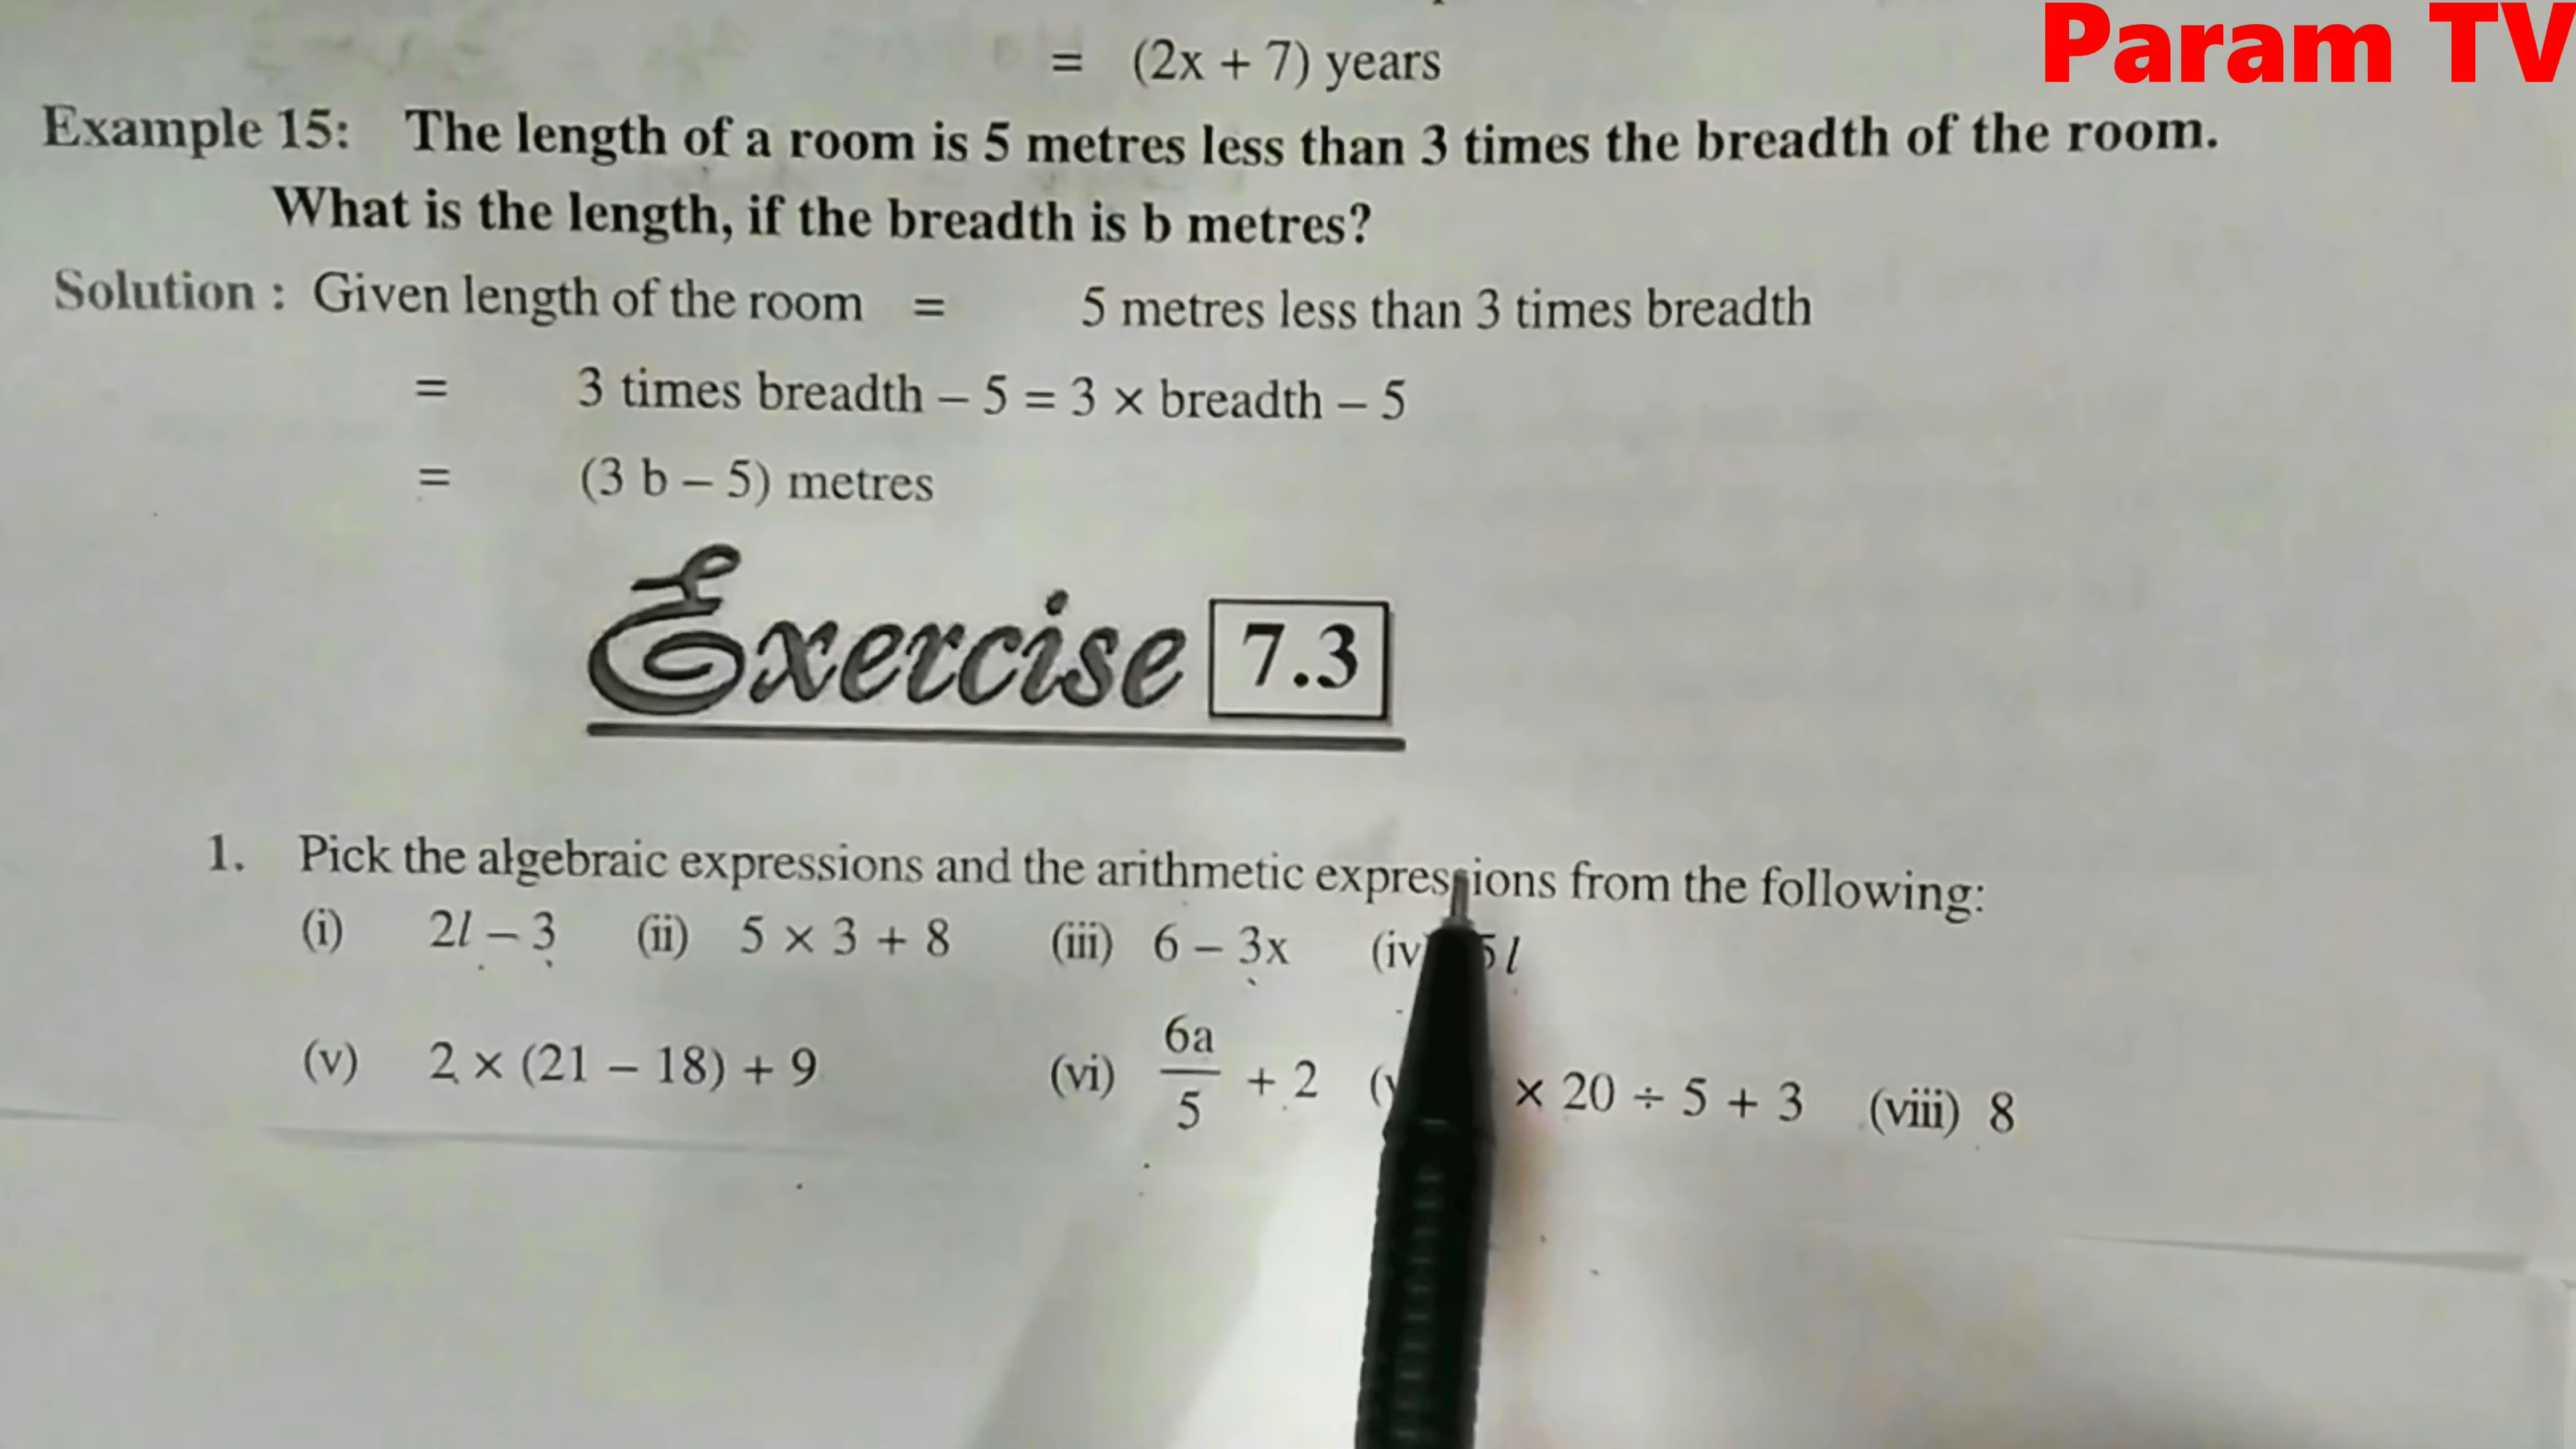 Param TV
= (2x + 7) years
Example 15: The length of a room is 5 metres less than 3 times the breadth of the room.
What is the length, if the breadth is b metres?
Solution : Given length of the room = 5 metres less than 3 times breadth
= 3 times breadth – 5 = 3 × breadth – 5
= (3 b – 5) metres
Exercise 7.3
1. Pick the algebraic expressions and the arithmetic expressions from the following:
(i) 2l – 3 (ii) 5 × 3 + 8 (iii) 6 – 3x (iv 5l
(v) 2 × (21 – 18) + 9 (vi) 6a/5 + 2 × 20 ÷ 5 + 3 (viii) 8